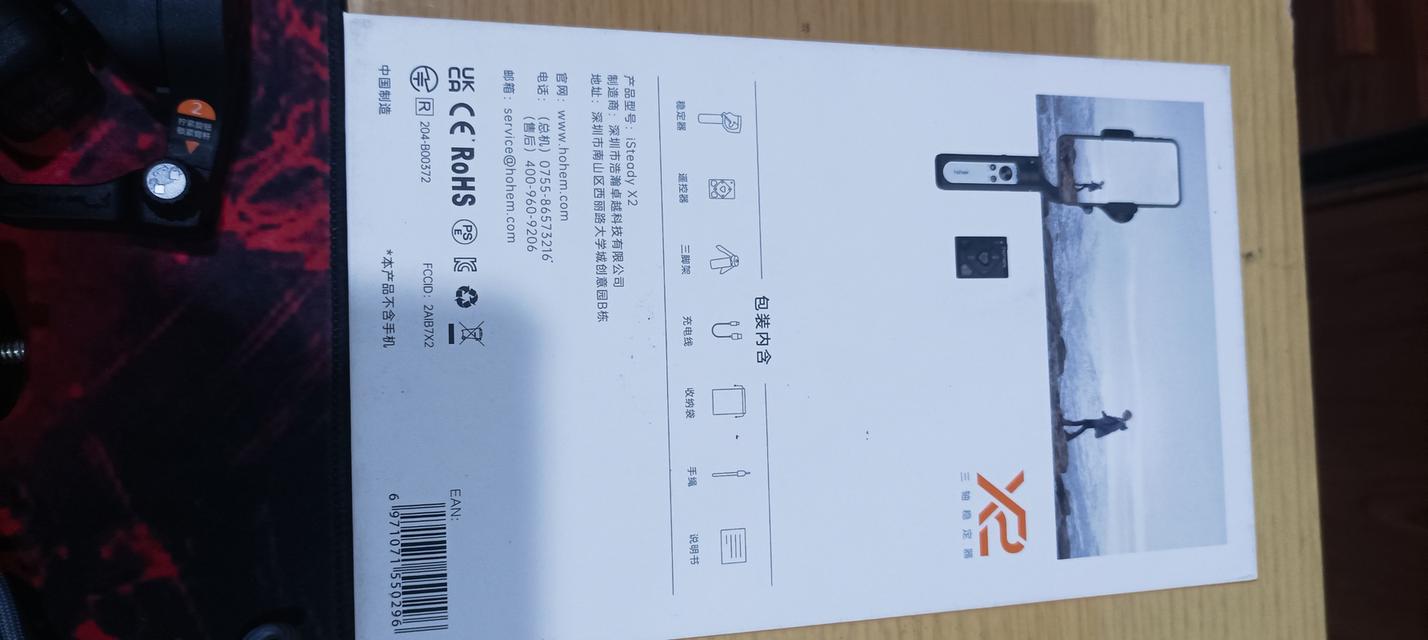 X2
三轴稳定器
包装内含
稳定器
遥控器
三脚架
充电线
收纳袋
手绳
说明书
产品型号：iSteady X2
制造商：深圳市浩瀚卓越科技有限公司
地址：深圳市南山区西丽路大学城创意园B栋
官网：www.hohem.com
电话：（总机）0755-86573216
（售后）400-960-9206
邮箱：service@hohem.com
UK CA CE RoHS PS E
R 204-B00372
FCCID：2AIB7X2
中国制造
*本产品不含手机
EAN:
6 971071 550296
2